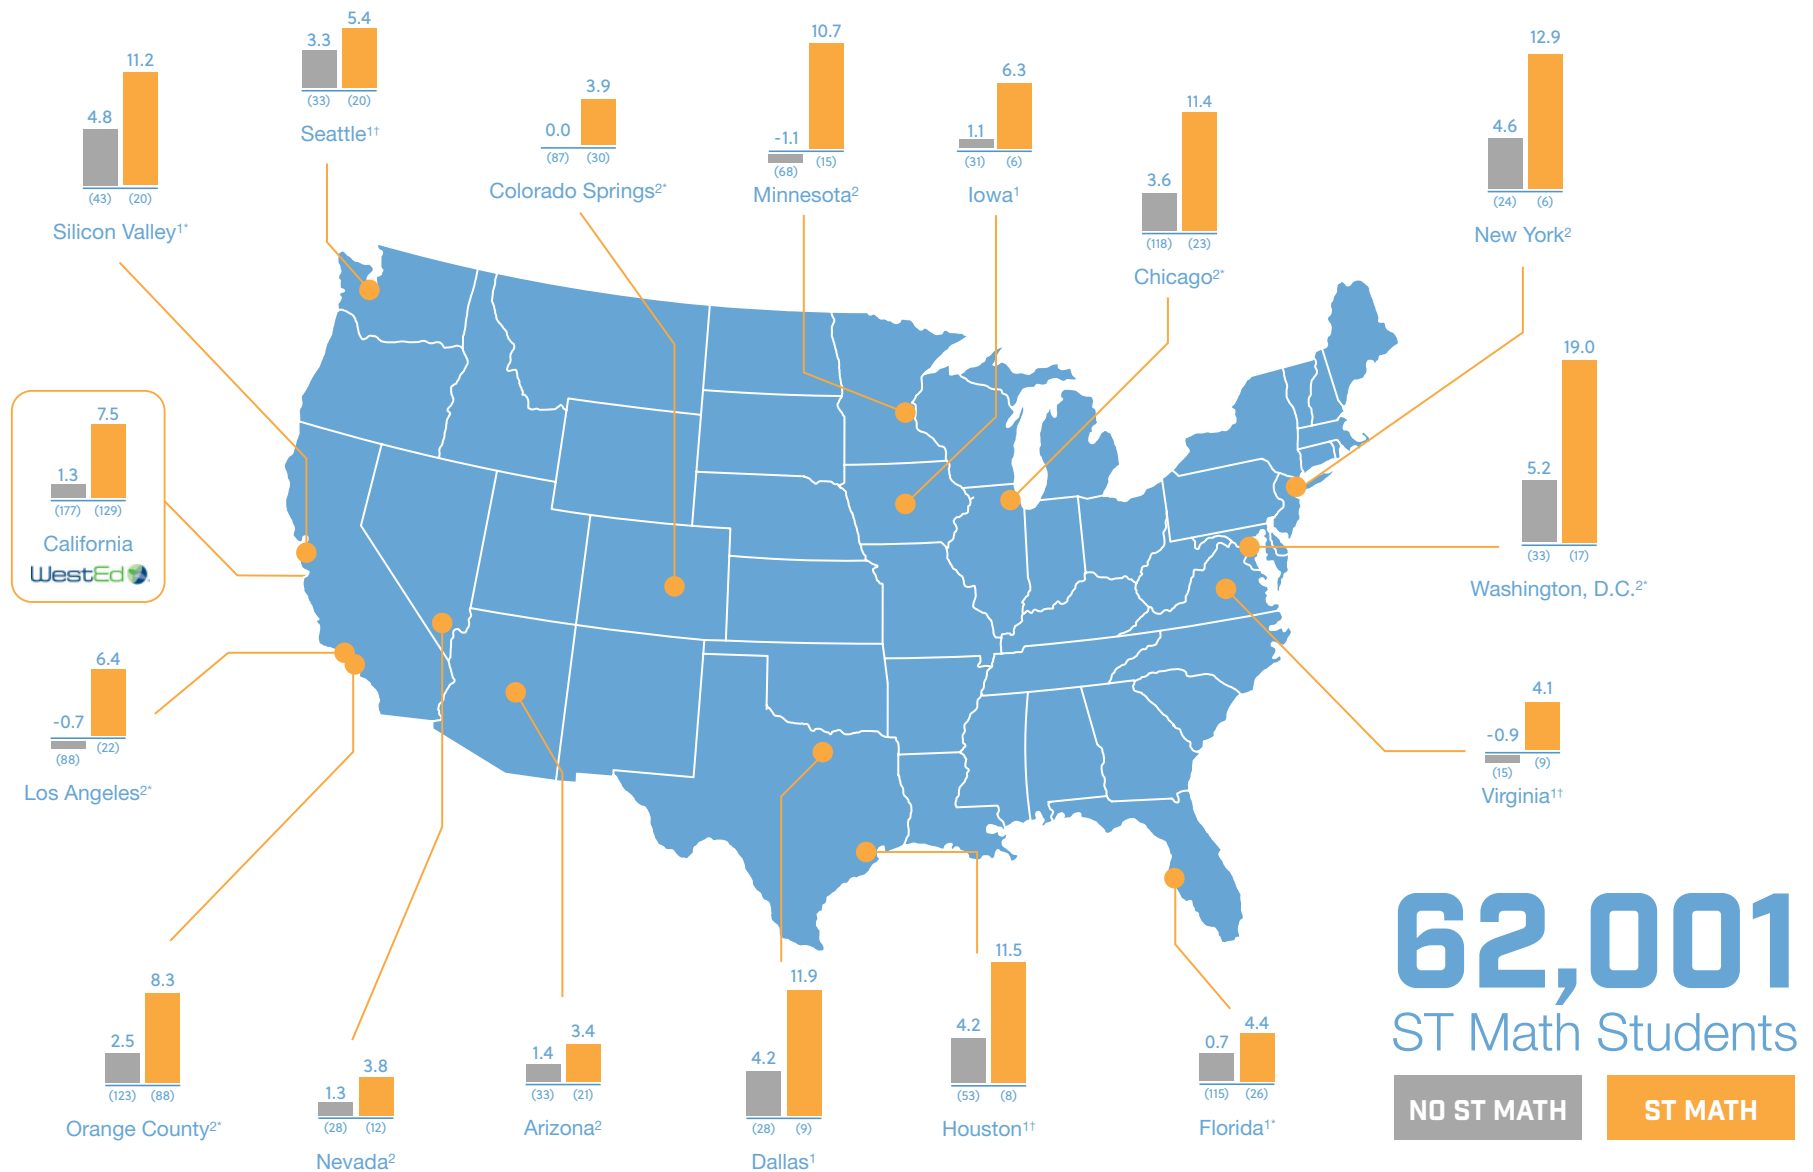 3.3 5.4
(33) (20)
Seattle1†
4.8 11.2
(43) (20)
Silicon Valley1*
0.0 3.9
(87) (30)
Colorado Springs2*
-1.1 10.7
(68) (15)
Minnesota2
1.1 6.3
(31) (6)
Iowa1
3.6 11.4
(118) (23)
Chicago2*
4.6 12.9
(24) (6)
New York2
1.3 7.5
(177) (129)
California
WestEd
5.2 19.0
(33) (17)
Washington, D.C.2*
-0.7 6.4
(88) (22)
Los Angeles2*
-0.9 4.1
(15) (9)
Virginia1†
2.5 8.3
(123) (88)
Orange County2*
1.3 3.8
(28) (12)
Nevada2
1.4 3.4
(33) (21)
Arizona2
4.2 11.9
(28) (9)
Dallas1
4.2 11.5
(53) (8)
Houston1†
0.7 4.4
(115) (26)
Florida1*
62,001
ST Math Students
NO ST MATH
ST MATH